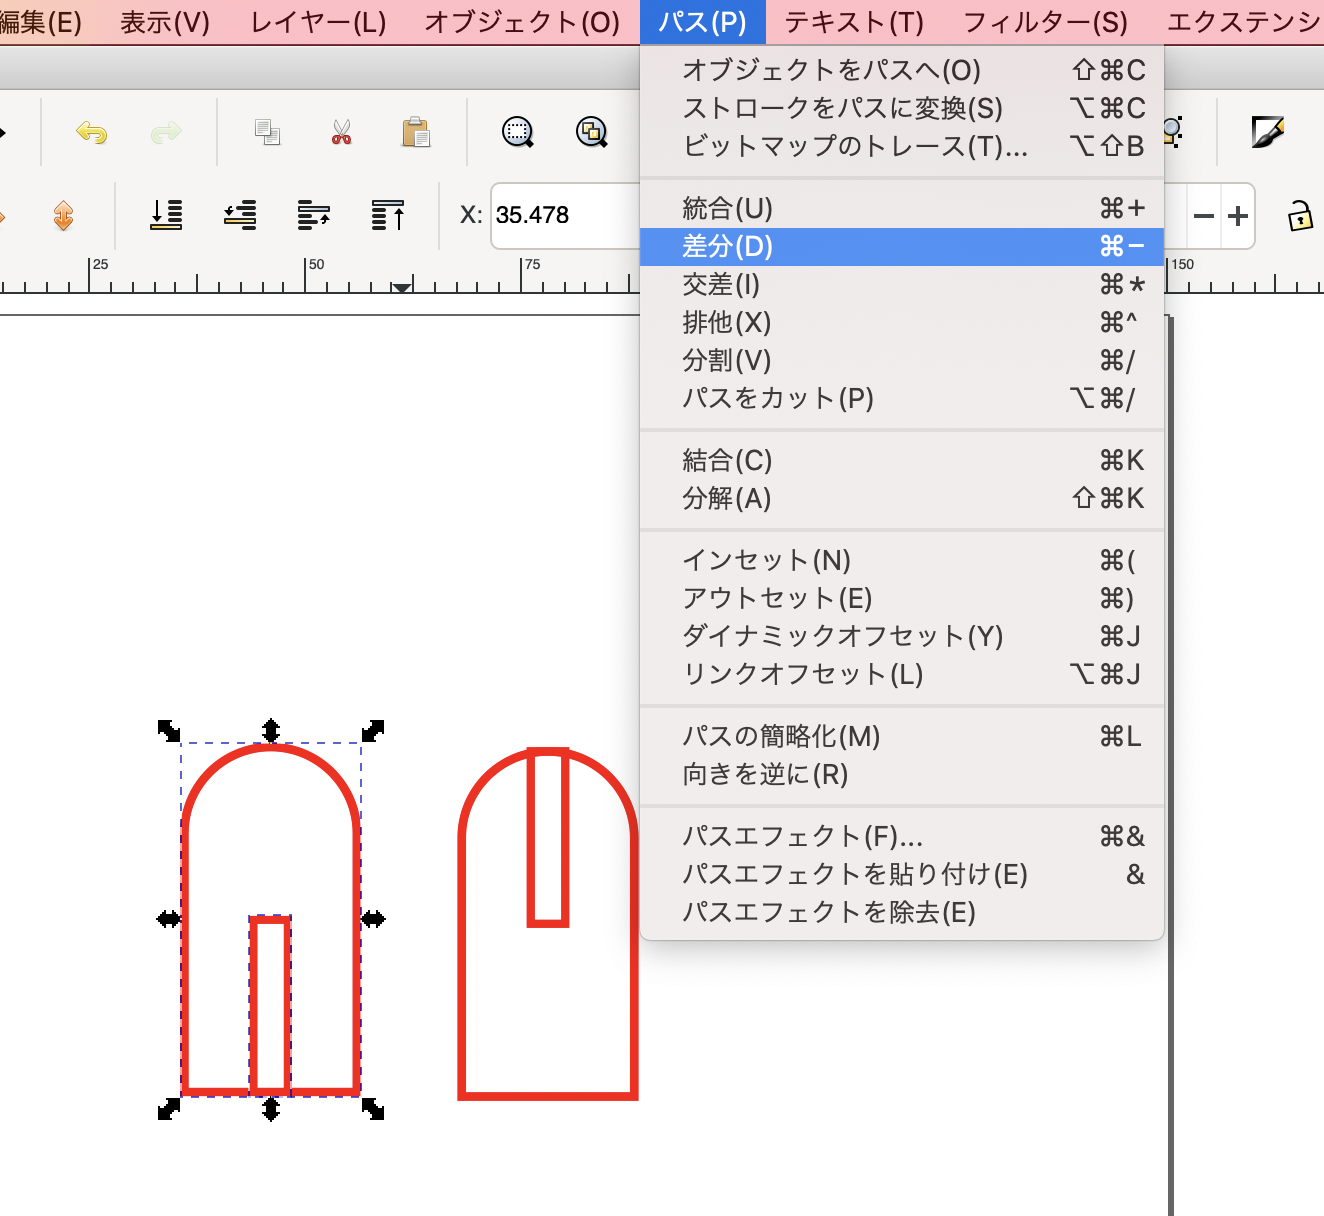 編集(E) 表示(V) レイヤー(L) オブジェクト(O) パス(P) テキスト(T) フィルター(S) エクステンシ
オブジェクトをパスへ(O) ⇧⌘C
ストロークをパスに変換(S) ⌥⌘C
ビットマップのトレース(T)... ⌥⇧B
統合(U) ⌘+
差分(D) ⌘−
交差(I) ⌘*
排他(X) ⌘^
分割(V) ⌘/
パスをカット(P) ⌥⌘/
結合(C) ⌘K
分解(A) ⇧⌘K
インセット(N) ⌘(
アウトセット(E) ⌘)
ダイナミックオフセット(Y) ⌘J
リンクオフセット(L) ⌥⌘J
パスの簡略化(M) ⌘L
向きを逆に(R)
パスエフェクト(F)... ⌘&
パスエフェクトを貼り付け(E) &
パスエフェクトを除去(E)
X: 35.478
25 50 75 150